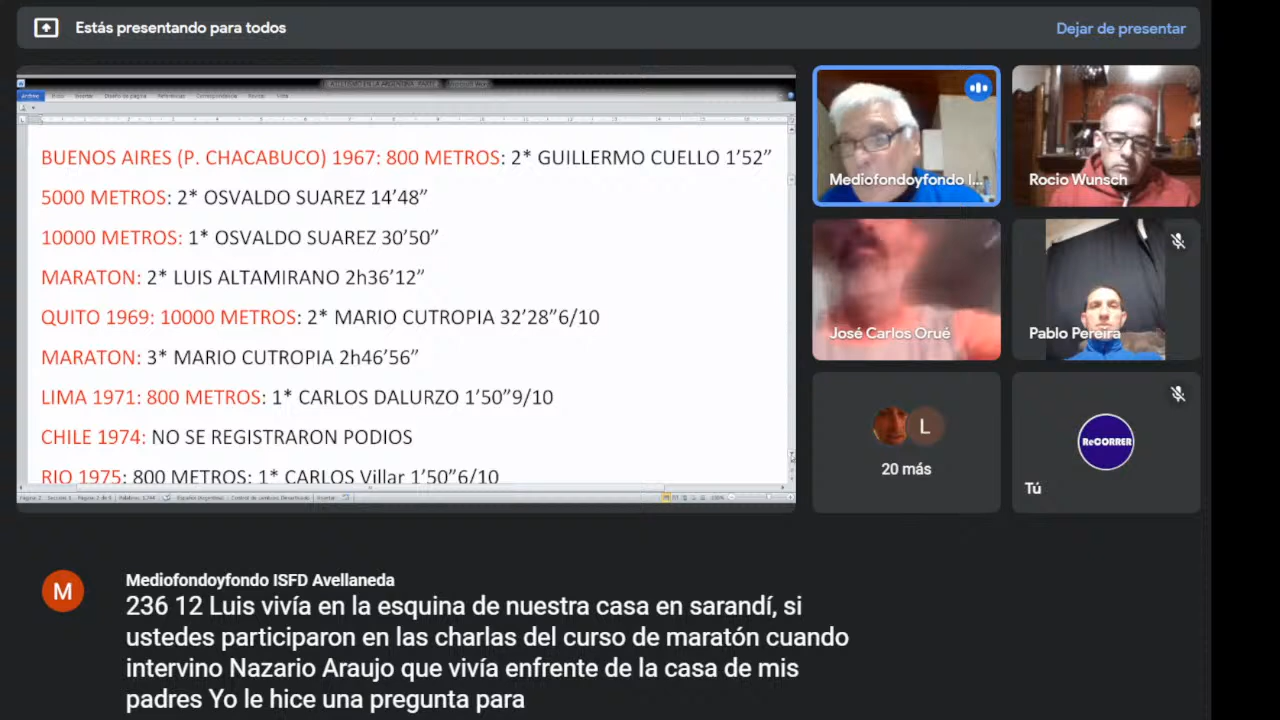 Estás presentando para todos
Dejar de presentar
Archivo
BUENOS AIRES (P. CHACABUCO) 1967: 800 METROS: 2* GUILLERMO CUELLO 1’52”
5000 METROS: 2* OSVALDO SUAREZ 14’48”
10000 METROS: 1* OSVALDO SUAREZ 30’50”
MARATON: 2* LUIS ALTAMIRANO 2h36’12”
QUITO 1969: 10000 METROS: 2* MARIO CUTROPIA 32’28”6/10
MARATON: 3* MARIO CUTROPIA 2h46’56”
LIMA 1971: 800 METROS: 1* CARLOS DALURZO 1’50”9/10
CHILE 1974: NO SE REGISTRARON PODIOS
RIO 1975: 800 METROS: 1* CARLOS Villar 1’50”6/10
Mediofondoyfondo I...
Rocio Wunsch
José Carlos Orué
Pablo Pereira
L
20 más
ReCORRER
Tú
M
Mediofondoyfondo ISFD Avellaneda
236 12 Luis vivía en la esquina de nuestra casa en sarandí, si
ustedes participaron en las charlas del curso de maratón cuando
intervino Nazario Araujo que vivía enfrente de la casa de mis
padres Yo le hice una pregunta para